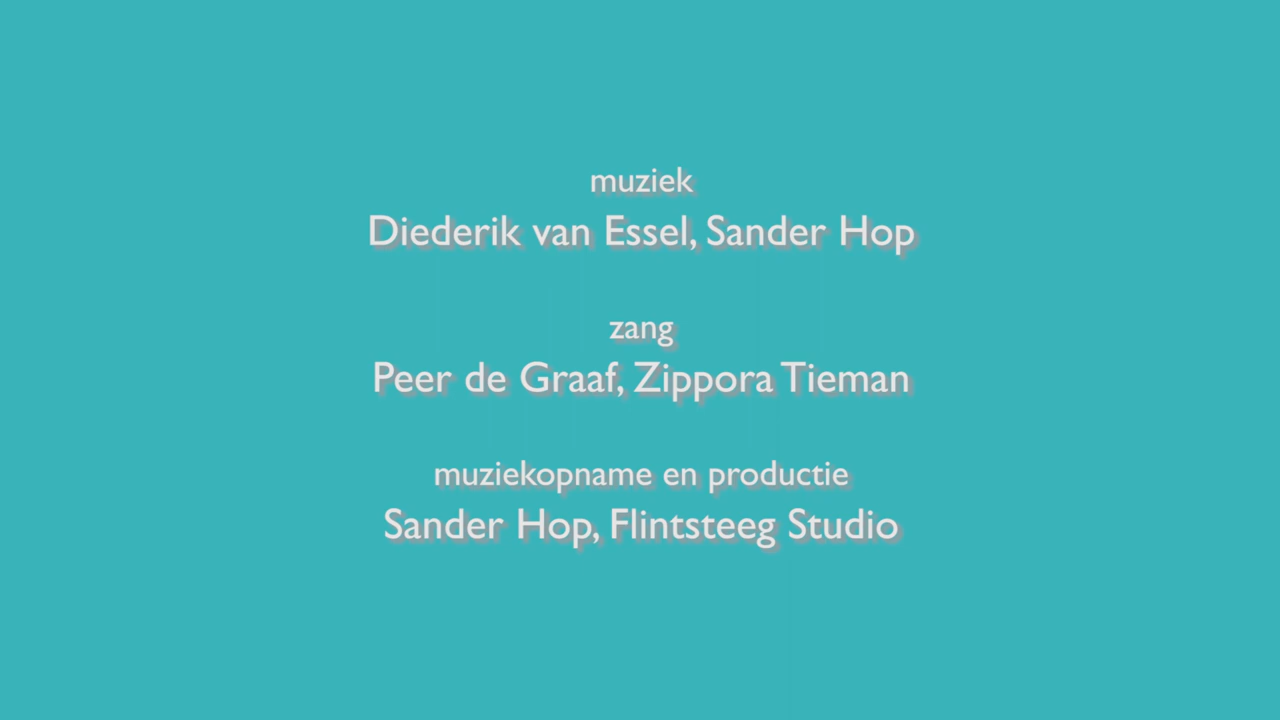 muziek
Diederik van Essel, Sander Hop
zang
Peer de Graaf, Zippora Tieman
muziekopname en productie
Sander Hop, Flintsteeg Studio